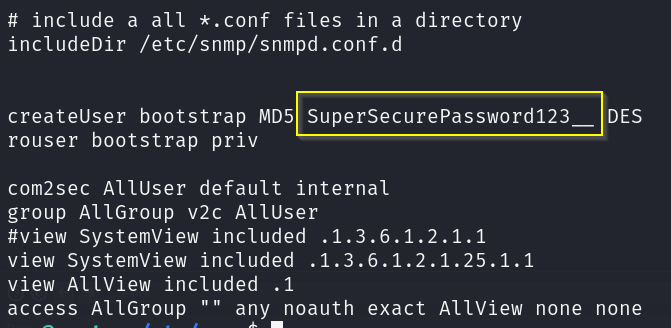 # include a all *.conf files in a directory
includeDir /etc/snmp/snmpd.conf.d
createUser bootstrap MD5 SuperSecurePassword123__ DES
rouser bootstrap priv
com2sec AllUser default internal
group AllGroup v2c AllUser
#view SystemView included .1.3.6.1.2.1.1
view SystemView included .1.3.6.1.2.1.25.1.1
view AllView included .1
access AllGroup "" any noauth exact AllView none none